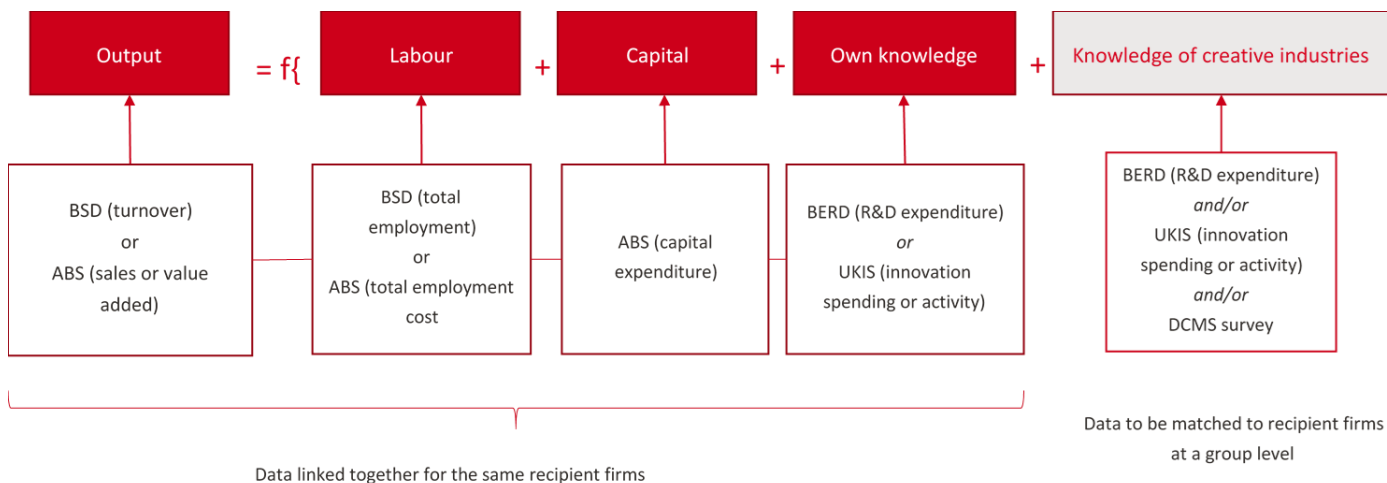 Output
= f{
Labour
+
Capital
+
Own knowledge
+
Knowledge of creative industries
BSD (turnover)
or
ABS (sales or value
added)
BSD (total
employment)
or
ABS (total employment
cost
ABS (capital
expenditure)
BERD (R&D expenditure)
or
UKIS (innovation
spending or activity)
BERD (R&D expenditure)
and/or
UKIS (innovation
spending or activity)
and/or
DCMS survey
Data linked together for the same recipient firms
Data to be matched to recipient firms
at a group level